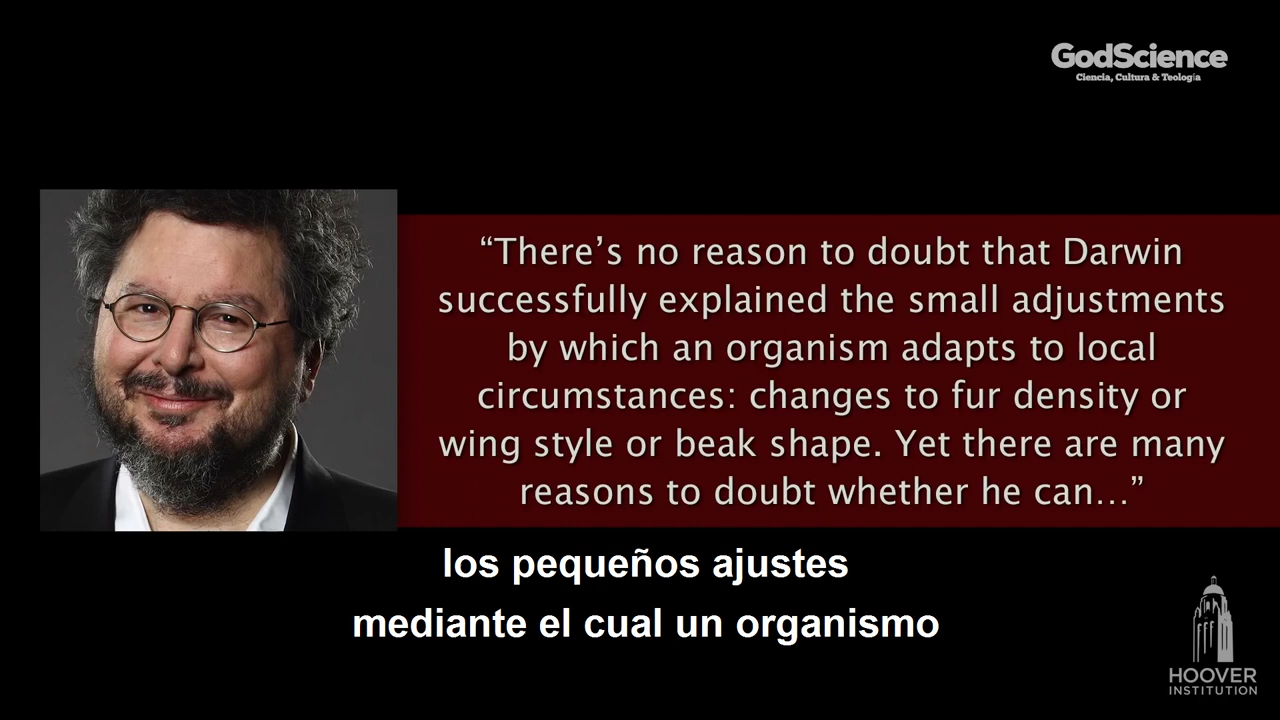 GodScience
Ciencia, Cultura & Teología
“There’s no reason to doubt that Darwin
successfully explained the small adjustments
by which an organism adapts to local
circumstances: changes to fur density or
wing style or beak shape. Yet there are many
reasons to doubt whether he can...”
los pequeños ajustes
mediante el cual un organismo
HOOVER
INSTITUTION